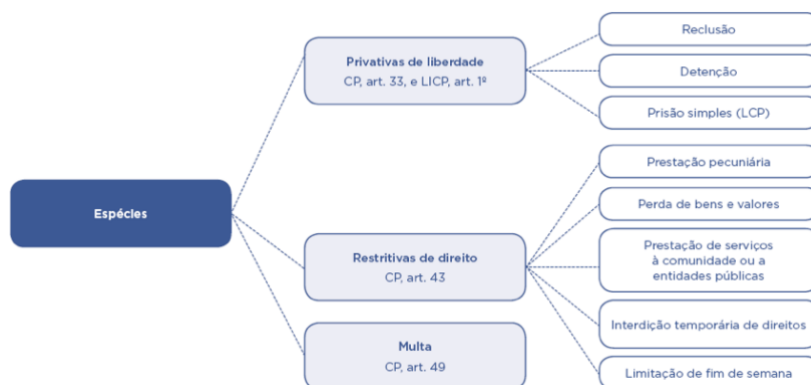 Espécies
Privativas de liberdade
CP, art. 33, e LICP, art. 1º
Reclusão
Detenção
Prisão simples (LCP)
Restritivas de direito
CP, art. 43
Prestação pecuniária
Perda de bens e valores
Prestação de serviços
à comunidade ou a
entidades públicas
Interdição temporária de direitos
Limitação de fim de semana
Multa
CP, art. 49